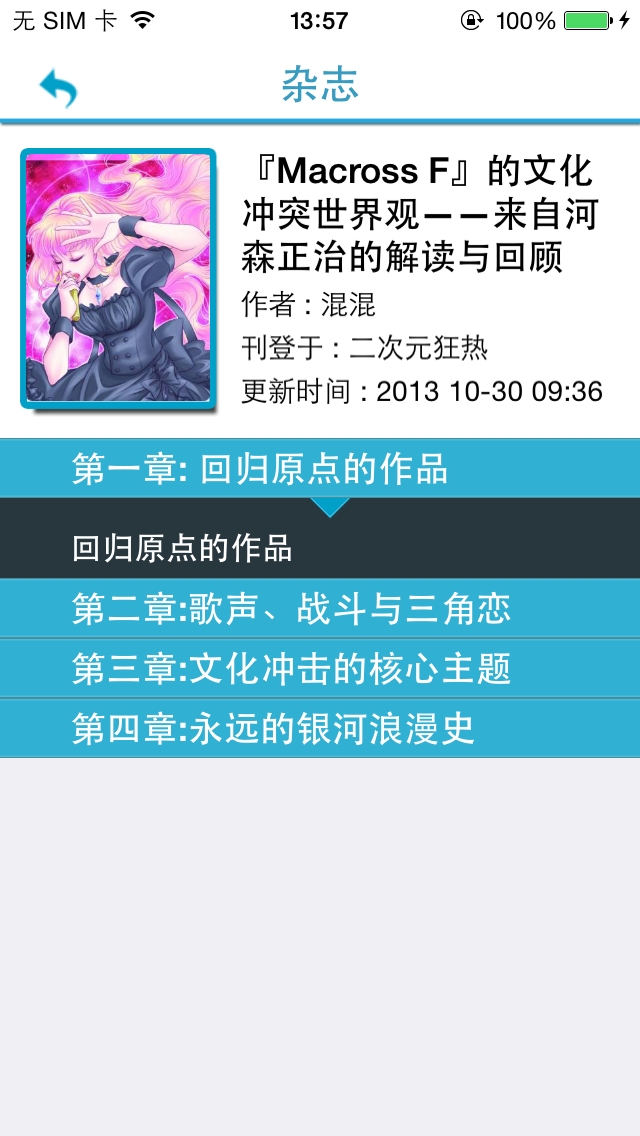 无 SIM 卡 13:57 100%
杂志
『Macross F』的文化
冲突世界观——来自河
森正治的解读与回顾
作者 : 混混
刊登于 : 二次元狂热
更新时间 : 2013 10-30 09:36
第一章: 回归原点的作品
回归原点的作品
第二章:歌声、战斗与三角恋
第三章:文化冲击的核心主题
第四章:永远的银河浪漫史